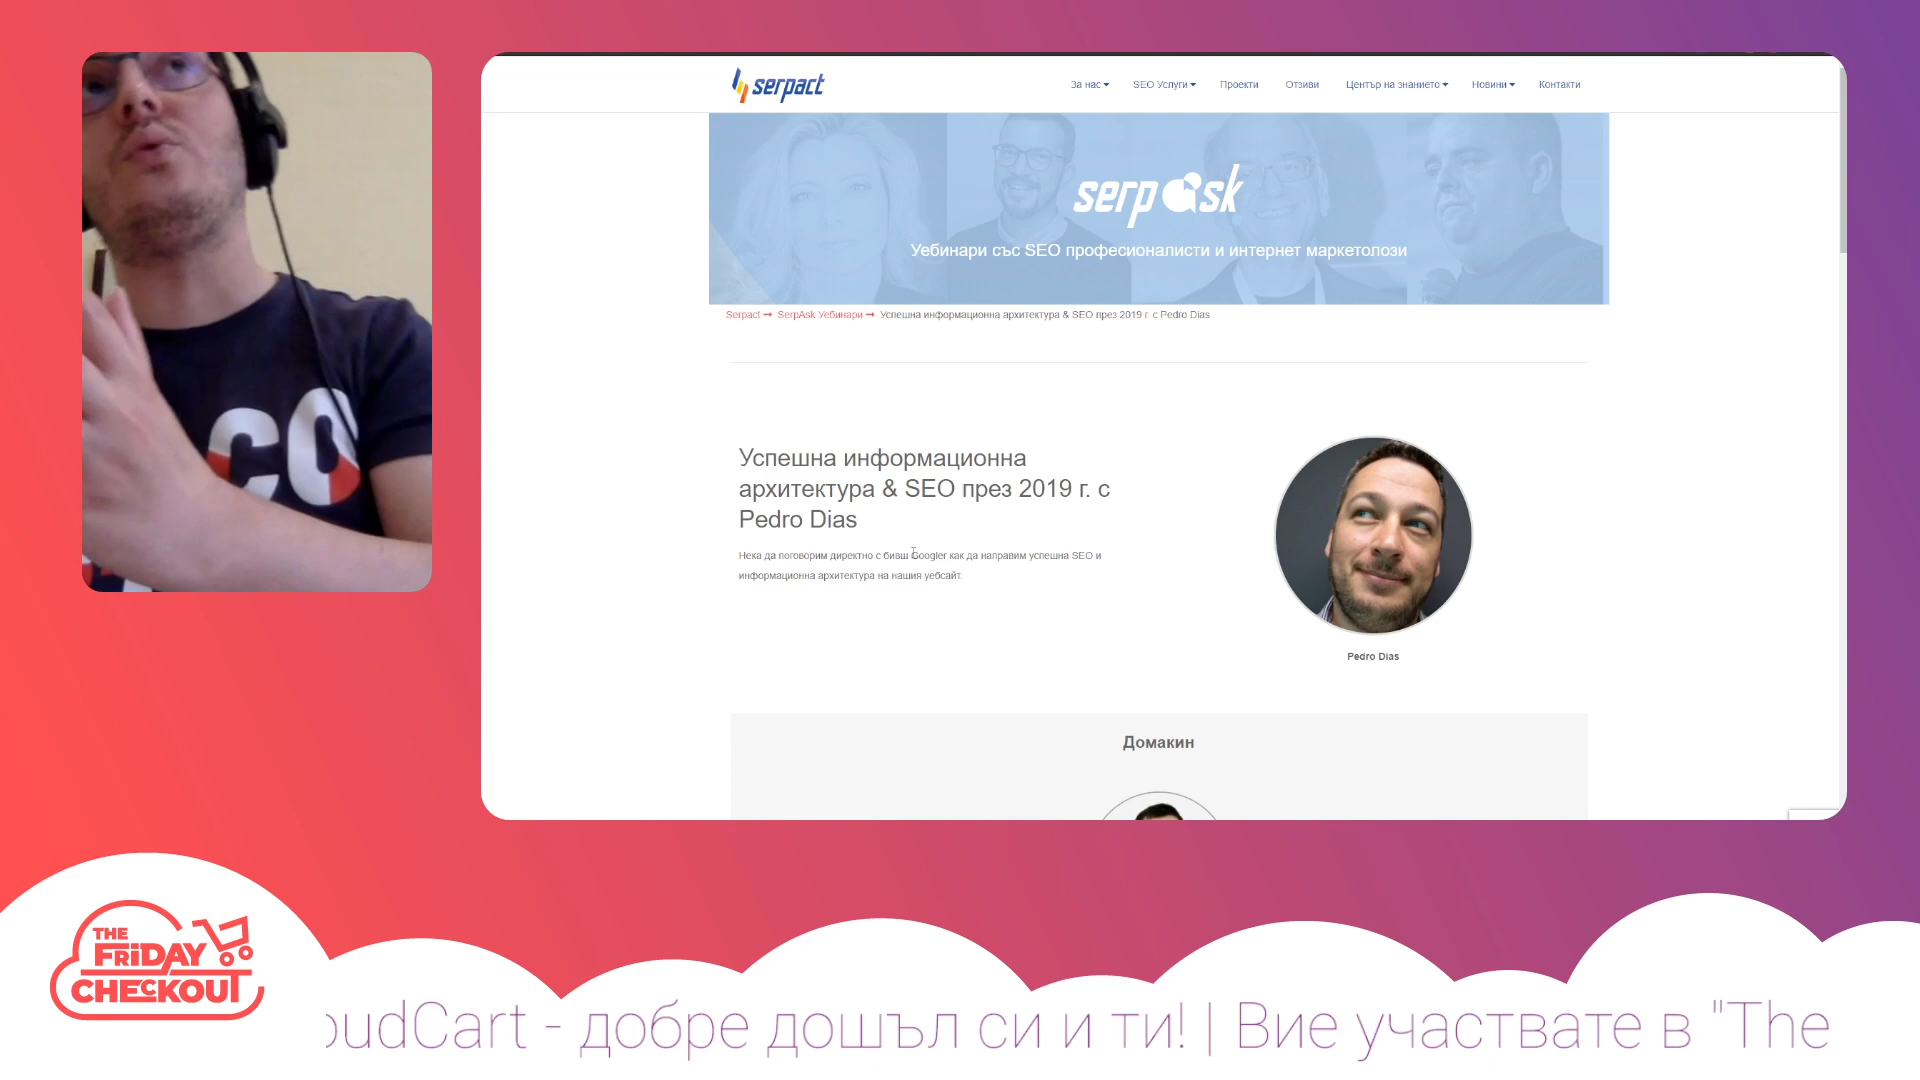 serpact
За нас
SEO Услуги
Проекти
Отзиви
Център на знанието
Новини
Контакти
serpask
Уебинари със SEO професионалисти и интернет маркетолози
Serpact → SerpAsk Уебинари → Успешна информационна архитектура & SEO през 2019 г. с Pedro Dias
Успешна информационна
архитектура & SEO през 2019 г. с
Pedro Dias
Нека да поговорим директно с бивш Googler как да направим успешна SEO и
информационна архитектура на нашия уебсайт.
Pedro Dias
Домакин
CO
THE
FRiDAY
CHECKOUT
oudCart - добре дошъл си и ти! | Вие участвате в "The